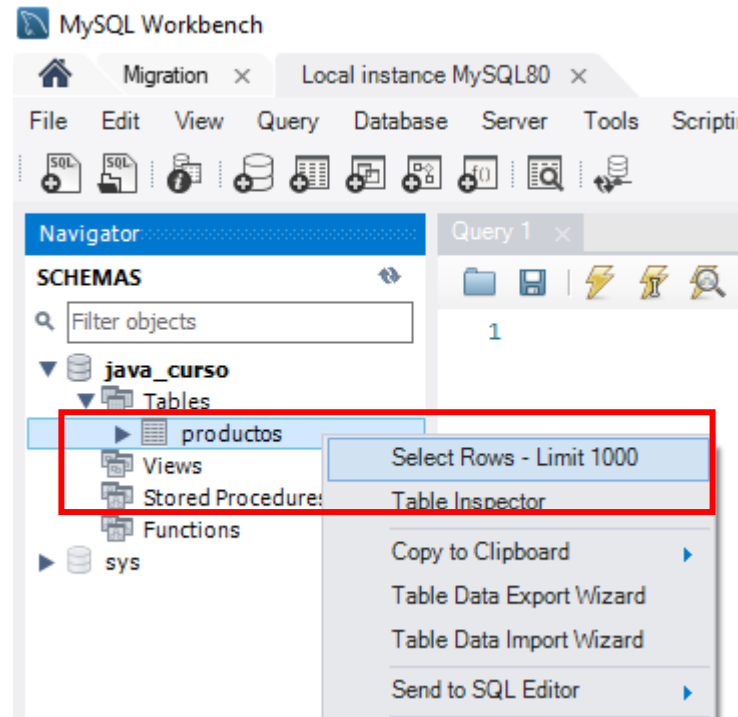 MySQL Workbench
Migration × Local instance MySQL80 ×
File Edit View Query Database Server Tools
SQL SQL
Navigator Query 1 ×
SCHEMAS
Filter objects
1
java_curso
Tables
productos
Select Rows - Limit 1000
Views
Table Inspector
Stored Procedures
Functions
Copy to Clipboard
sys
Table Data Export Wizard
Table Data Import Wizard
Send to SQL Editor